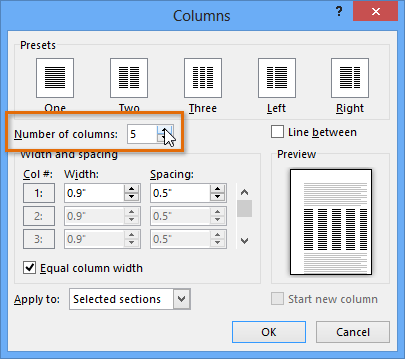 Columns
?
Presets
One Two Three Left Right
Number of columns: 5
Line between
Width and spacing
Preview
Col #: Width: Spacing:
1: 0.9" 0.5"
2: 0.9" 0.5"
3: 0.9" 0.5"
Equal column width
Apply to: Selected sections
Start new column
OK Cancel